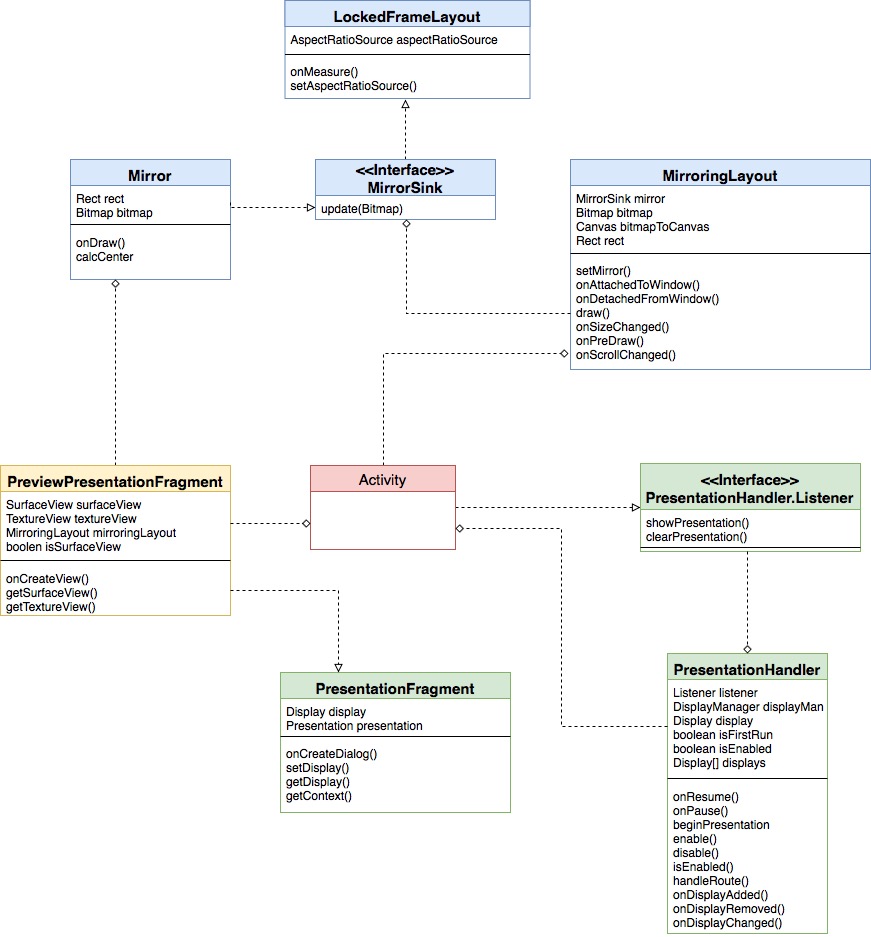 LockedFrameLayout
AspectRatioSource aspectRatioSource
onMeasure()
setAspectRatioSource()
Mirror
Rect rect
Bitmap bitmap
onDraw()
calcCenter
<<Interface>>
MirrorSink
update(Bitmap)
MirroringLayout
MirrorSink mirror
Bitmap bitmap
Canvas bitmapToCanvas
Rect rect
setMirror()
onAttachedToWindow()
onDetachedFromWindow()
draw()
onSizeChanged()
onPreDraw()
onScrollChanged()
PreviewPresentationFragment
SurfaceView surfaceView
TextureView textureView
MirroringLayout mirroringLayout
boolen isSurfaceView
onCreateView()
getSurfaceView()
getTextureView()
Activity
<<Interface>>
PresentationHandler.Listener
showPresentation()
clearPresentation()
PresentationFragment
Display display
Presentation presentation
onCreateDialog()
setDisplay()
getDisplay()
getContext()
PresentationHandler
Listener listener
DisplayManager displayMan
Display display
boolean isFirstRun
boolean isEnabled
Display[] displays
onResume()
onPause()
beginPresentation
enable()
disable()
isEnabled()
handleRoute()
onDisplayAdded()
onDisplayRemoved()
onDisplayChanged()